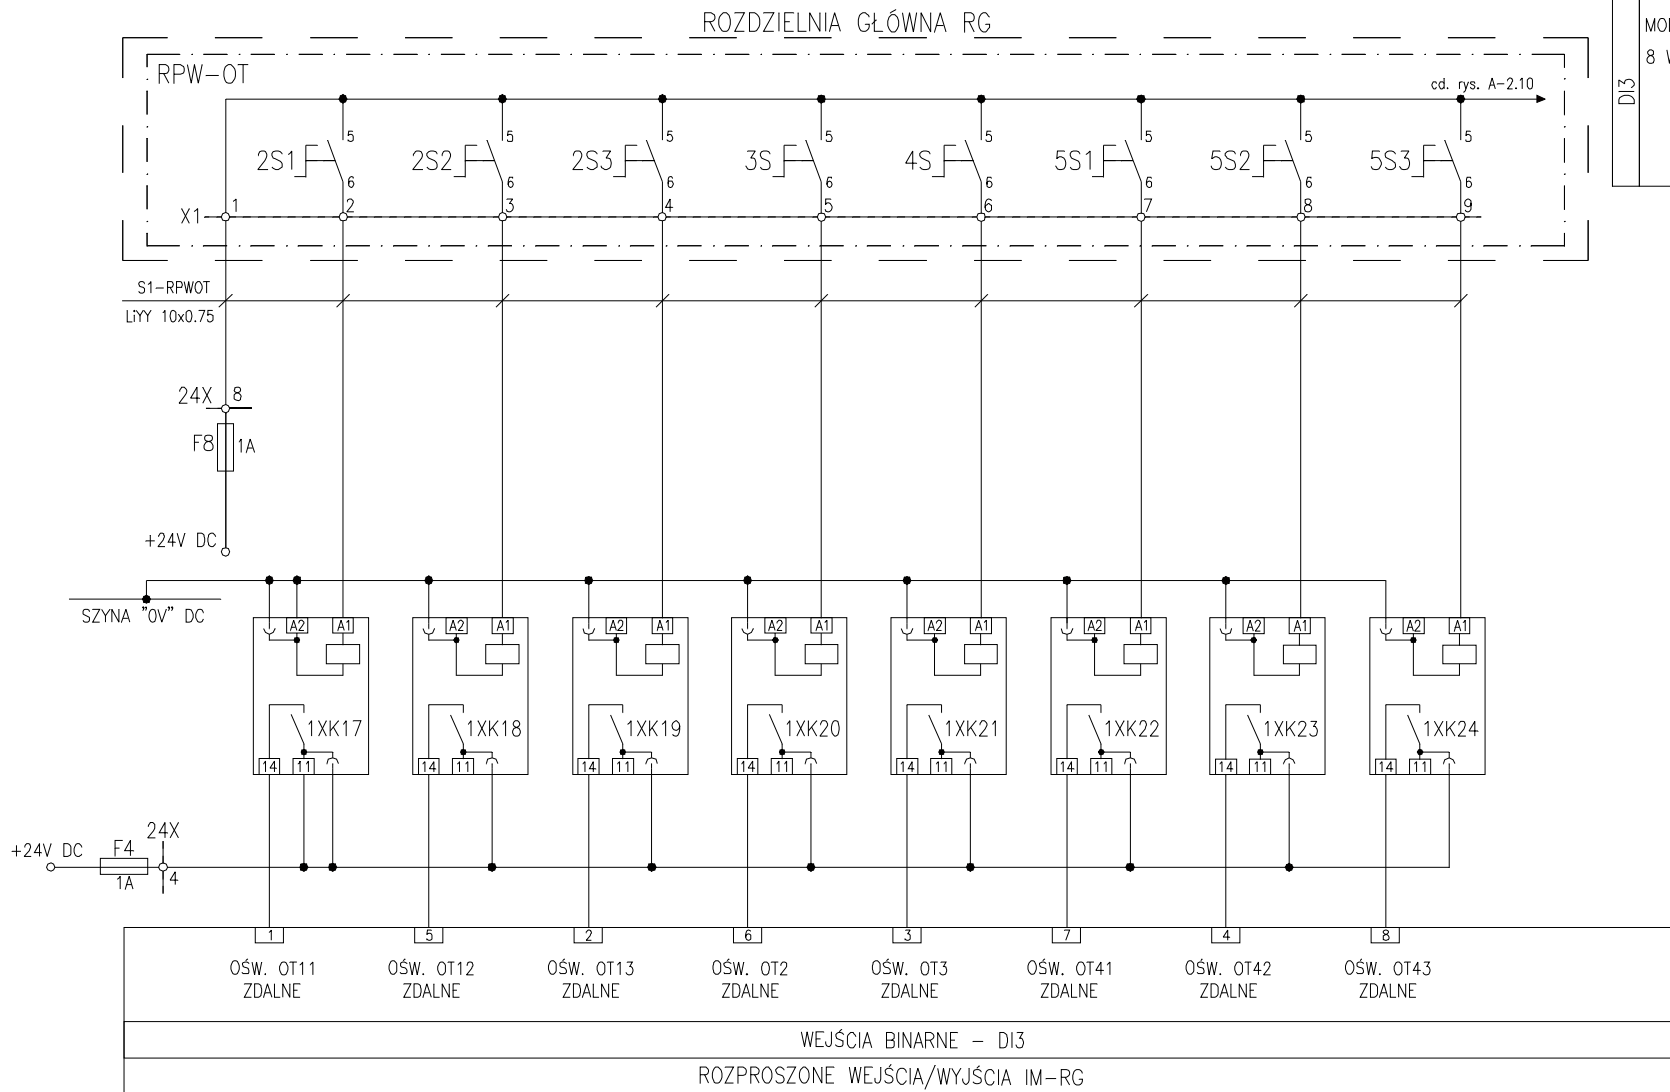 ROZDZIELNIA GŁÓWNA RG
RPW-OT
cd. rys. A-2.10
5 5 5 5 5 5 5 5
2S1 2S2 2S3 3S 4S 5S1 5S2 5S3
6 6 6 6 6 6 6 6
X1 1 2 3 4 5 6 7 8 9
S1-RPWOT
LiYY 10x0.75
24X 8
F8 1A
+24V DC
SZYNA "0V" DC
A2 A1 A2 A1 A2 A1 A2 A1 A2 A1 A2 A1 A2 A1 A2 A1
1XK17 1XK18 1XK19 1XK20 1XK21 1XK22 1XK23 1XK24
14 11 14 11 14 11 14 11 14 11 14 11 14 11 14 11
24X
+24V DC F4
1A 4
1 5 2 6 3 7 4 8
OŚW. OT11 OŚW. OT12 OŚW. OT13 OŚW. OT2 OŚW. OT3 OŚW. OT41 OŚW. OT42 OŚW. OT43
ZDALNE ZDALNE ZDALNE ZDALNE ZDALNE ZDALNE ZDALNE ZDALNE
WEJŚCIA BINARNE - DI3
ROZPROSZONE WEJŚCIA/WYJŚCIA IM-RG
DI3
8